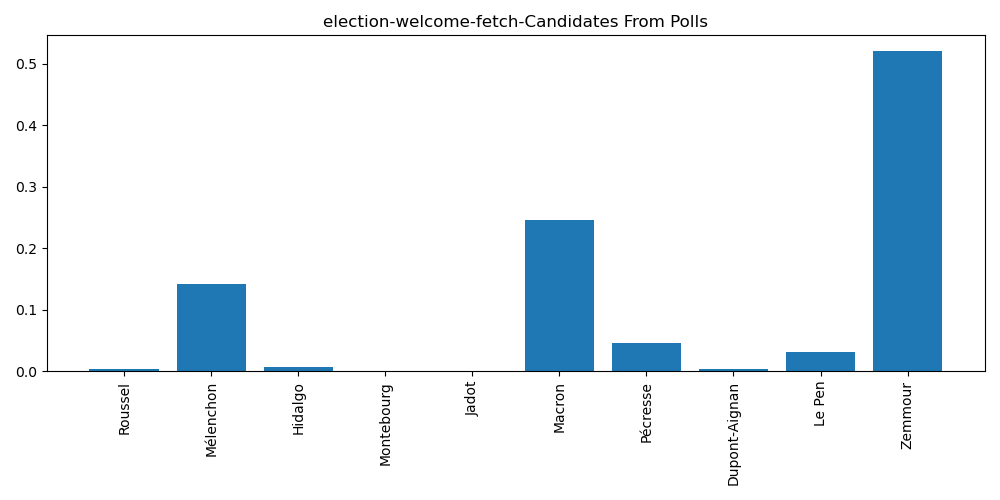 election-welcome-fetch-Candidates From Polls
0.5
0.4
0.3
0.2
0.1
0.0
Roussel
Mélenchon
Hidalgo
Montebourg
Jadot
Macron
Pécresse
Dupont-Aignan
Le Pen
Zemmour